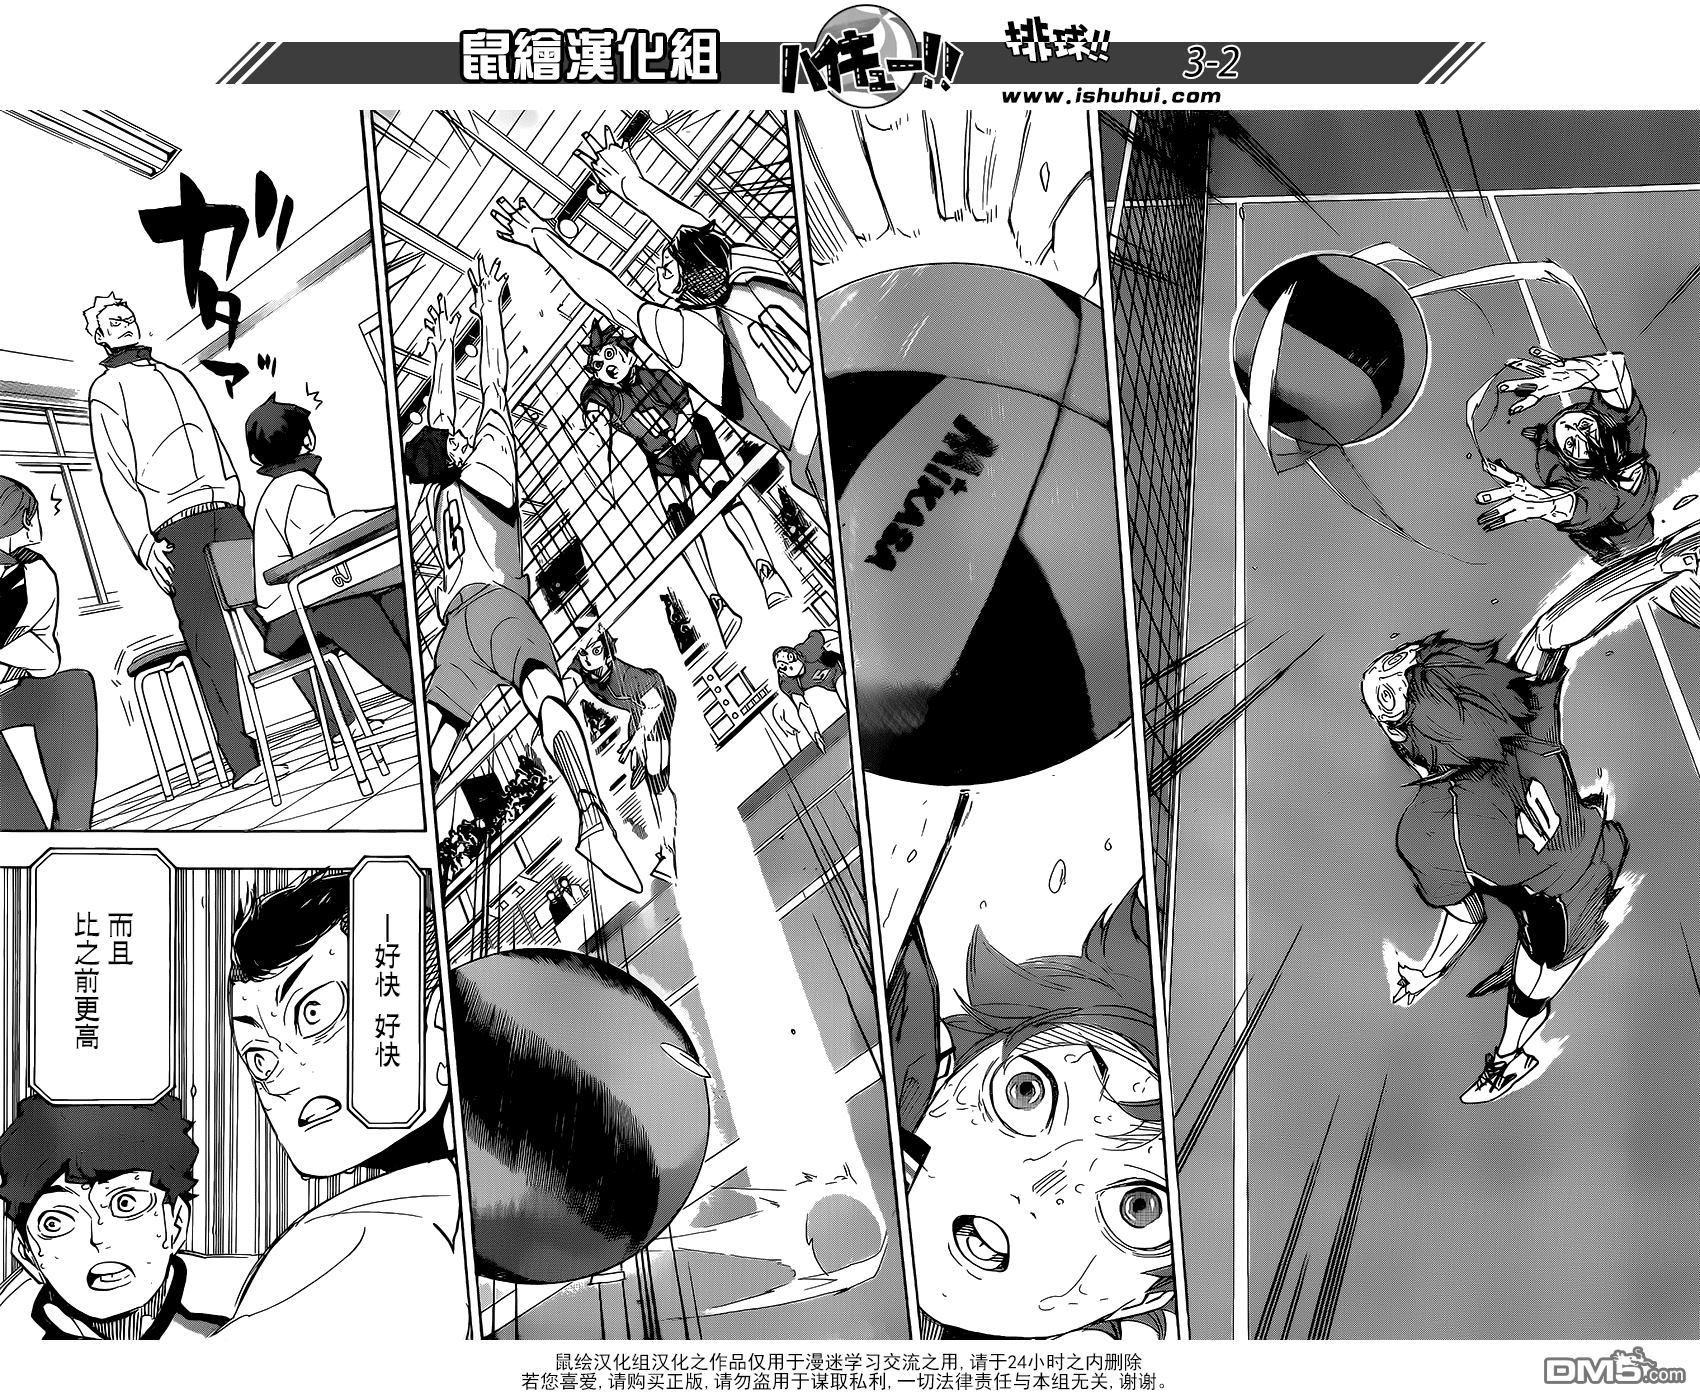 鼠繪漢化組
ハイキュー!!
排球!!
3-2
www.ishuhui.com
ガタッ
MIKASA
—好快 好快
而且
比之前更高
鼠绘汉化组汉化之作品仅用于漫迷学习交流之用, 请于24小时之内删除
若您喜爱, 请购买正版, 请勿盗用于谋取私利, 一切法律责任与本组无关, 谢谢。
DM5.com